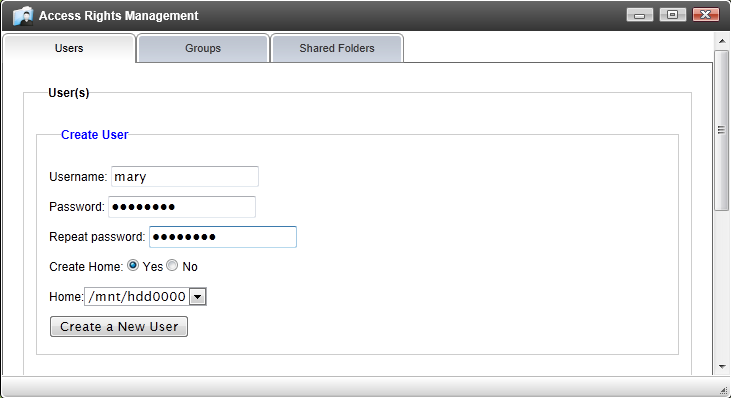 Access Rights Management
Users Groups Shared Folders
User(s)
Create User
Username: mary
Password: ●●●●●●●●
Repeat password: ●●●●●●●●
Create Home: Yes No
Home: /mnt/hdd0000
Create a New User